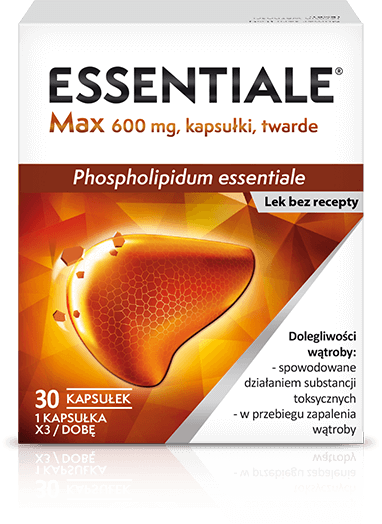 ESSENTIALE®
Max 600 mg, kapsułki, twarde
Phospholipidum essentiale
Lek bez recepty
Dolegliwości
wątroby:
- spowodowane
działaniem substancji
toksycznych
- w przebiegu zapalenia
wątroby
30 KAPSUŁEK
1 KAPSUŁKA
X3 / DOBĘ